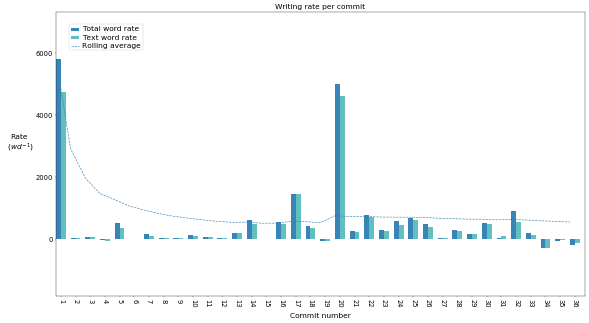 Writing rate per commit
Total word rate
Text word rate
Rolling average
6000
4000
2000
0
Rate
(wd⁻¹)
1 2 3 4 5 6 7 8 9 10 11 12 13 14 15 16 17 18 19 20 21 22 23 24 25 26 27 28 29 30 31 32 33 34 35 36
Commit number